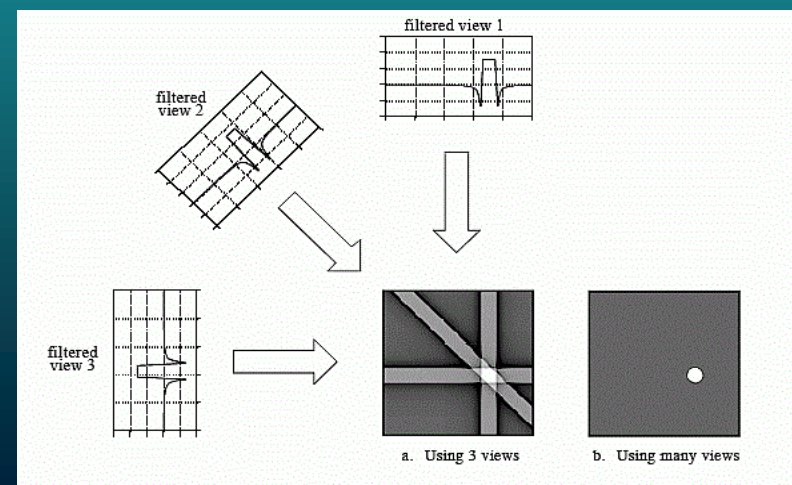 filtered view 1
filtered
view 2
filtered
view 3
a. Using 3 views
b. Using many views